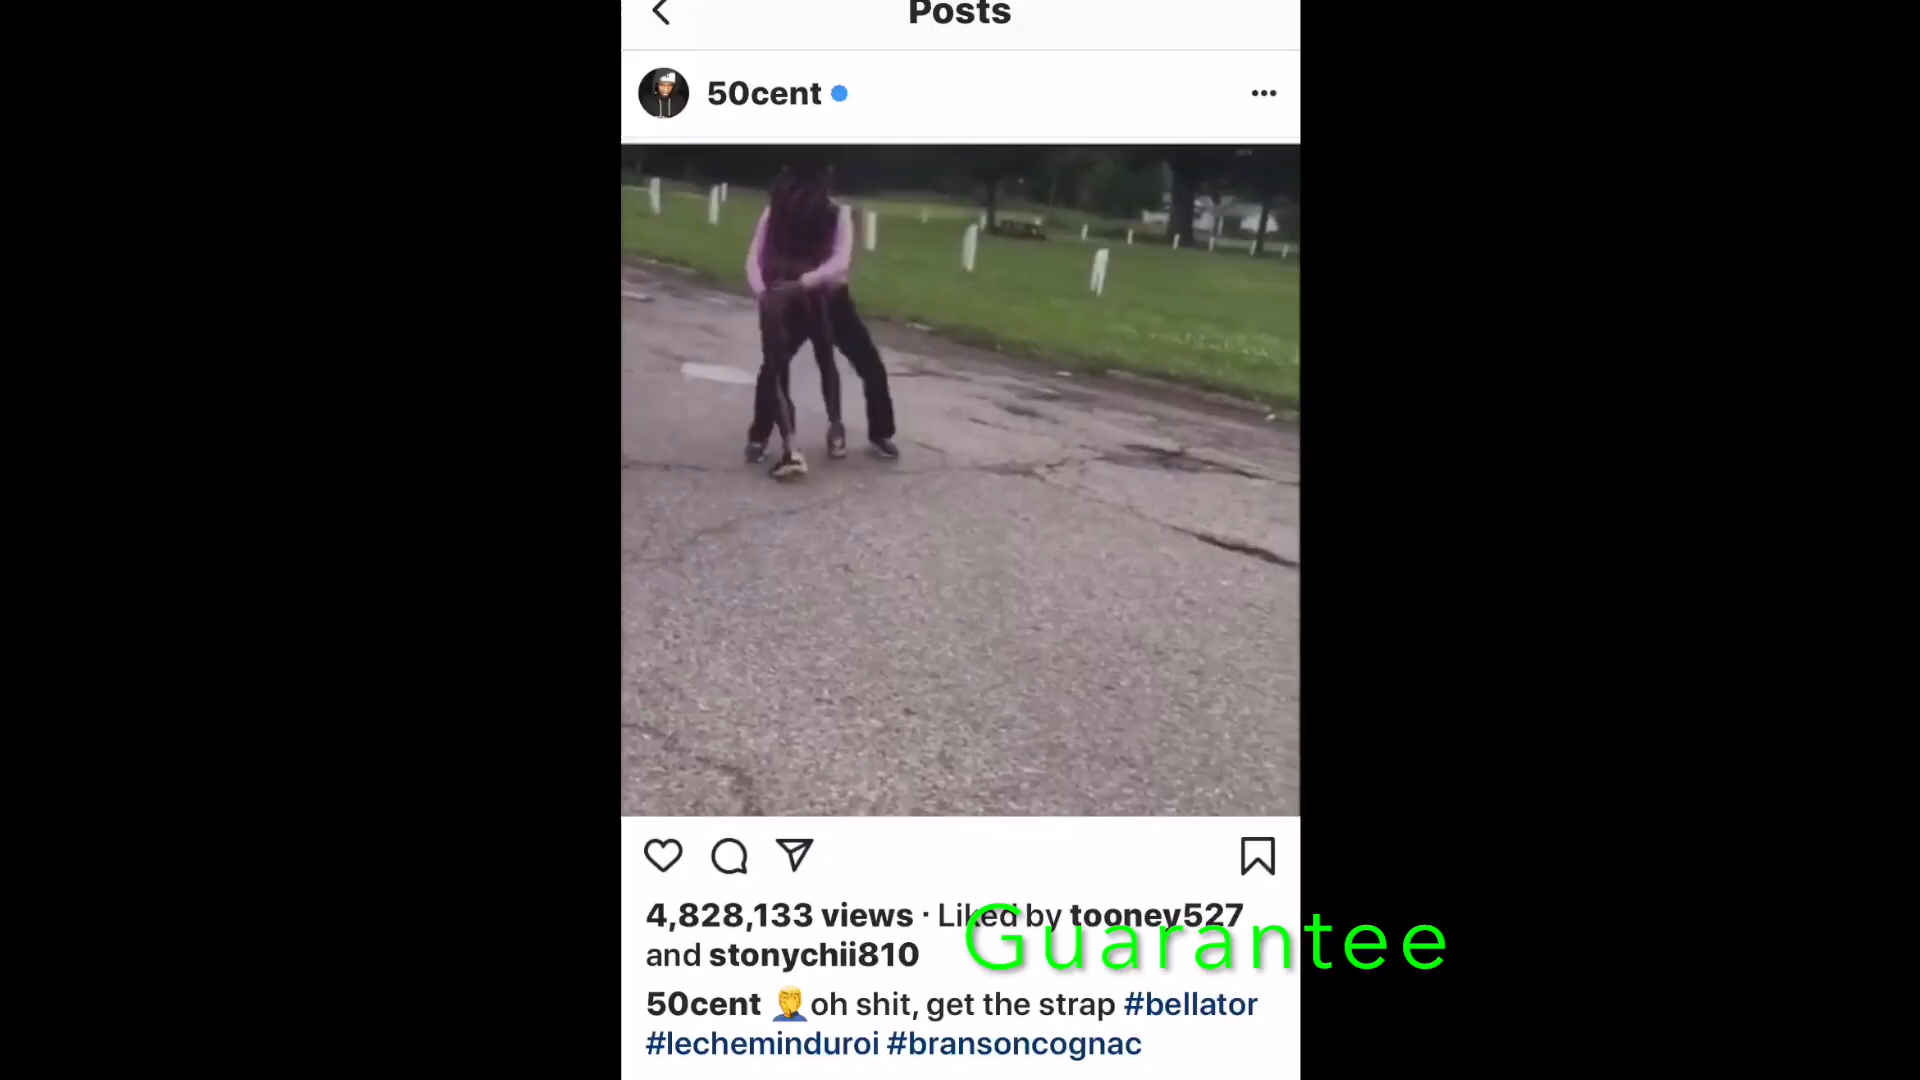 Posts
50cent
4,828,133 views · Liked by tooney527
and stonychii810
Guarantee
50cent 🤦oh shit, get the strap #bellator
#lecheminduroi #bransoncognac